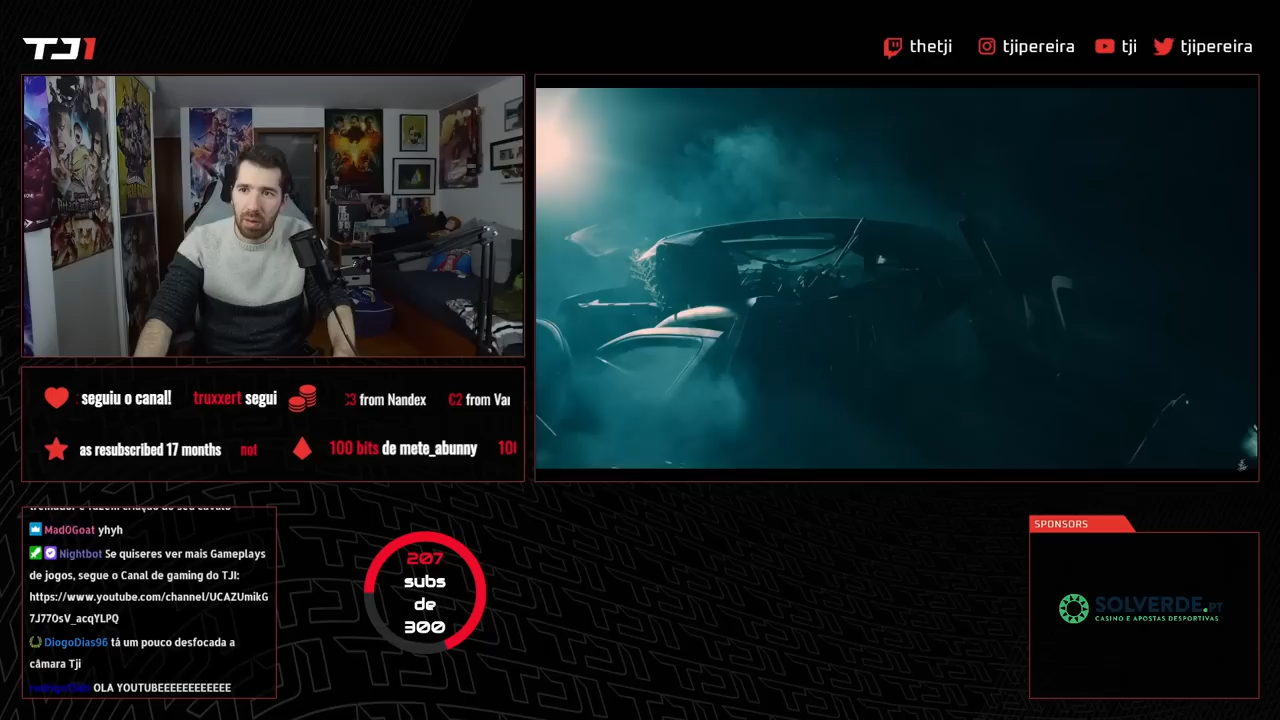 TJ1
thetji
tjipereira
tji
tjipereira
seguiu o canal! truxxert segui
from Nandex €2 from Var
as resubscribed 17 months not
100 bits de mete_abunny
MadOGoat yhyh
Nightbot Se quiseres ver mais Gameplays
de jogos, segue o Canal de gaming do TJI:
https://www.youtube.com/channel/UCAZUmikG
7J77OsV_acqYLPQ
DiogoDias96 tá um pouco desfocada a
câmara Tji
OLA YOUTUBEEEEEEEEEEEE
207
subs
de
300
SPONSORS
SOLVERDE.PT
CASINO E APOSTAS DESPORTIVAS